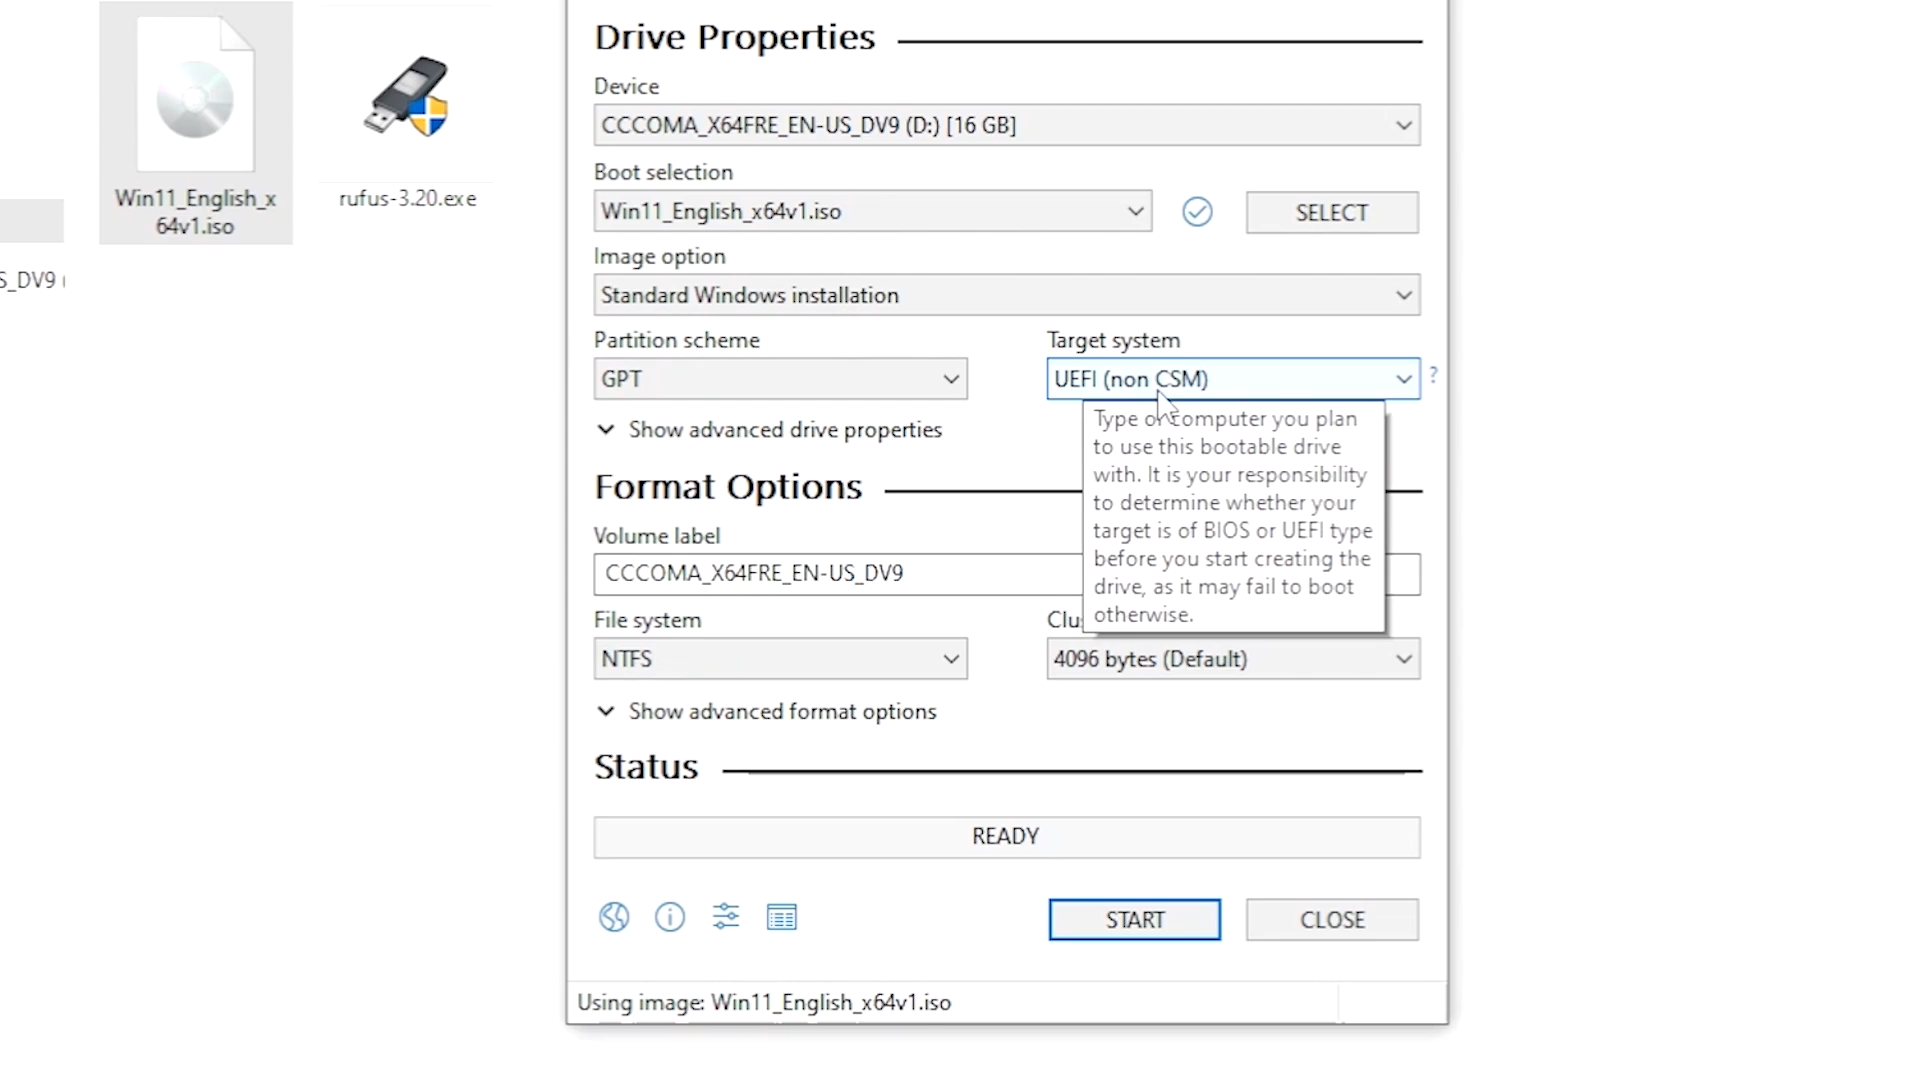 Win11_English_x
64v1.iso
rufus-3.20.exe
S_DV9 (
Drive Properties
Device
CCCOMA_X64FRE_EN-US_DV9 (D:) [16 GB]
Boot selection
Win11_English_x64v1.iso
SELECT
Image option
Standard Windows installation
Partition scheme
Target system
GPT
UEFI (non CSM)
?
Show advanced drive properties
Type of computer you plan
to use this bootable drive
with. It is your responsibility
to determine whether your
target is of BIOS or UEFI type
before you start creating the
drive, as it may fail to boot
otherwise.
Format Options
Volume label
CCCOMA_X64FRE_EN-US_DV9
File system
Clu
NTFS
4096 bytes (Default)
Show advanced format options
Status
READY
START
CLOSE
Using image: Win11_English_x64v1.iso